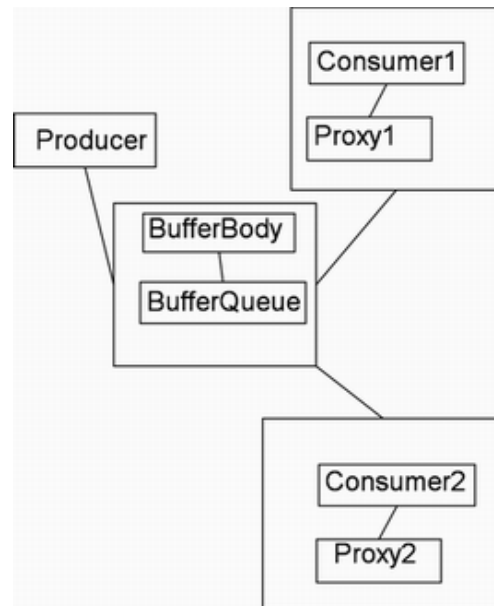 Consumer1
Proxy1
Producer
BufferBody
BufferQueue
Consumer2
Proxy2